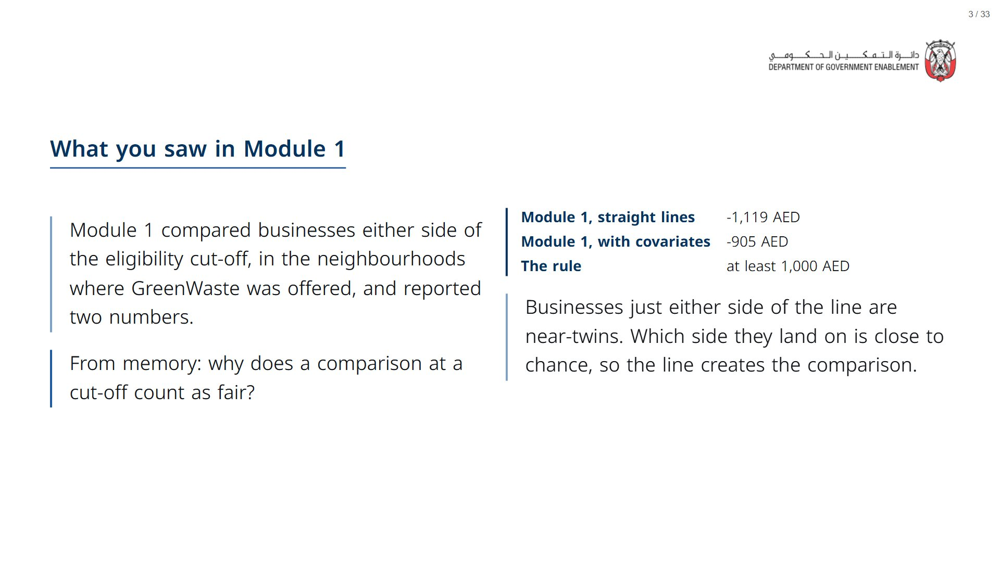 3 / 33
دائرة التمكين الحكومي
DEPARTMENT OF GOVERNMENT ENABLEMENT
What you saw in Module 1
Module 1 compared businesses either side of
the eligibility cut-off, in the neighbourhoods
where GreenWaste was offered, and reported
two numbers.
From memory: why does a comparison at a
cut-off count as fair?
Module 1, straight lines -1,119 AED
Module 1, with covariates -905 AED
The rule at least 1,000 AED
Businesses just either side of the line are
near-twins. Which side they land on is close to
chance, so the line creates the comparison.